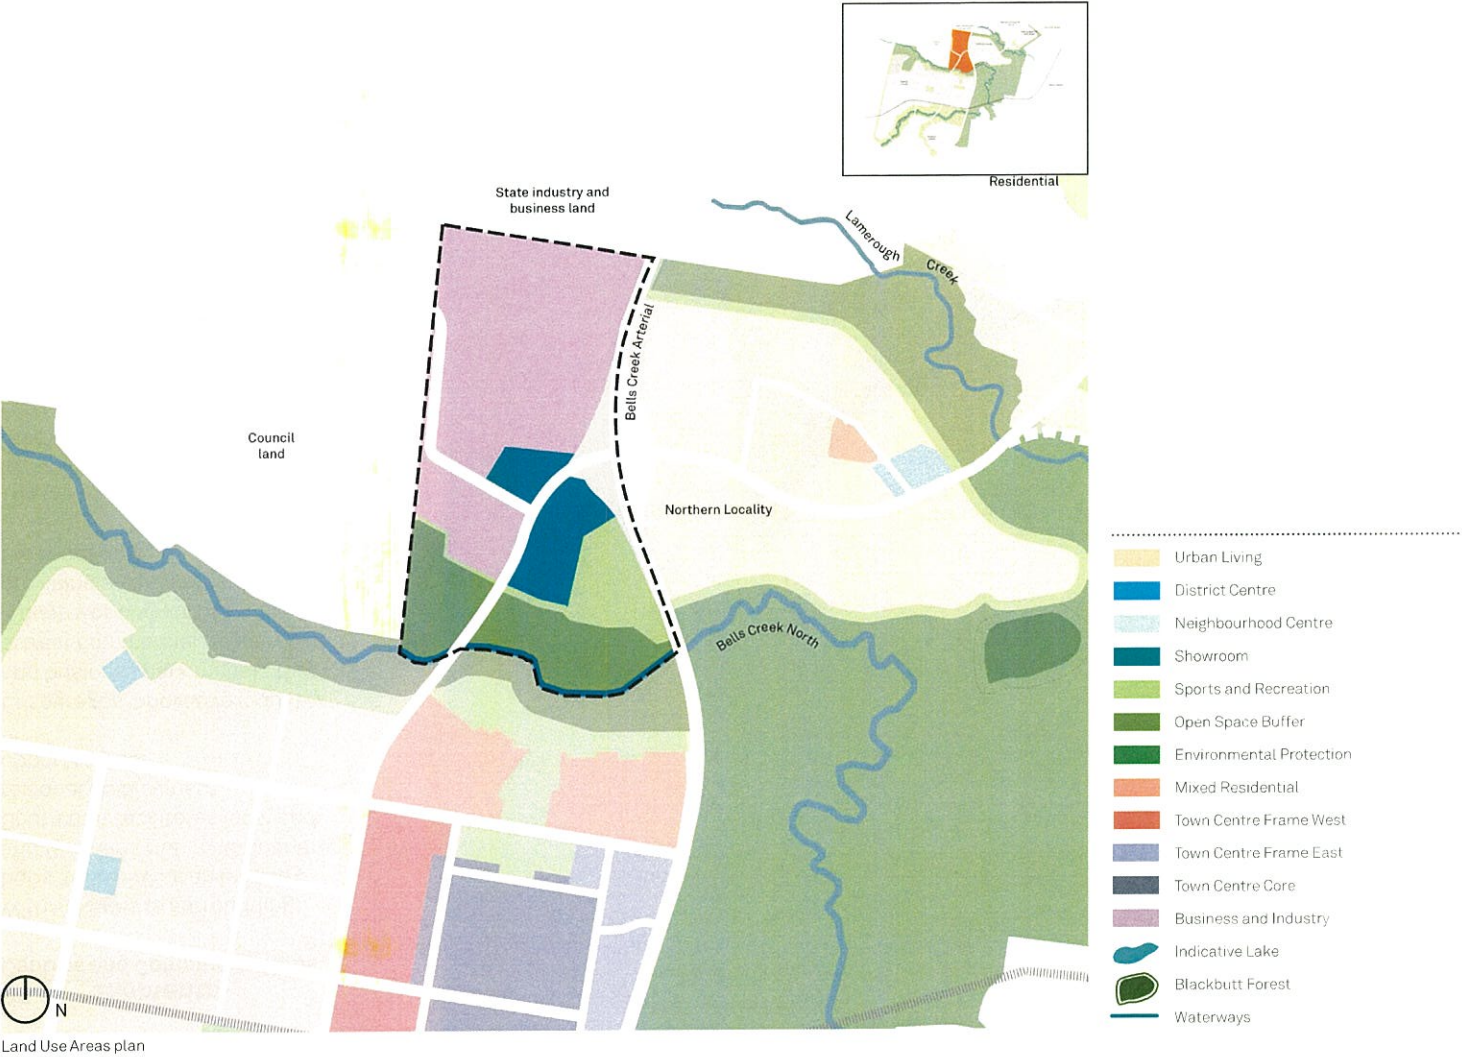 Residential
State industry and
business land
Lamerough
Creek
Bells Creek Arterial
Council
land
Northern Locality
Bells Creek North
Urban Living
District Centre
Neighbourhood Centre
Showroom
Sports and Recreation
Open Space Buffer
Environmental Protection
Mixed Residential
Town Centre Frame West
Town Centre Frame East
Town Centre Core
Business and Industry
Indicative Lake
Blackbutt Forest
Waterways
N
Land Use Areas plan